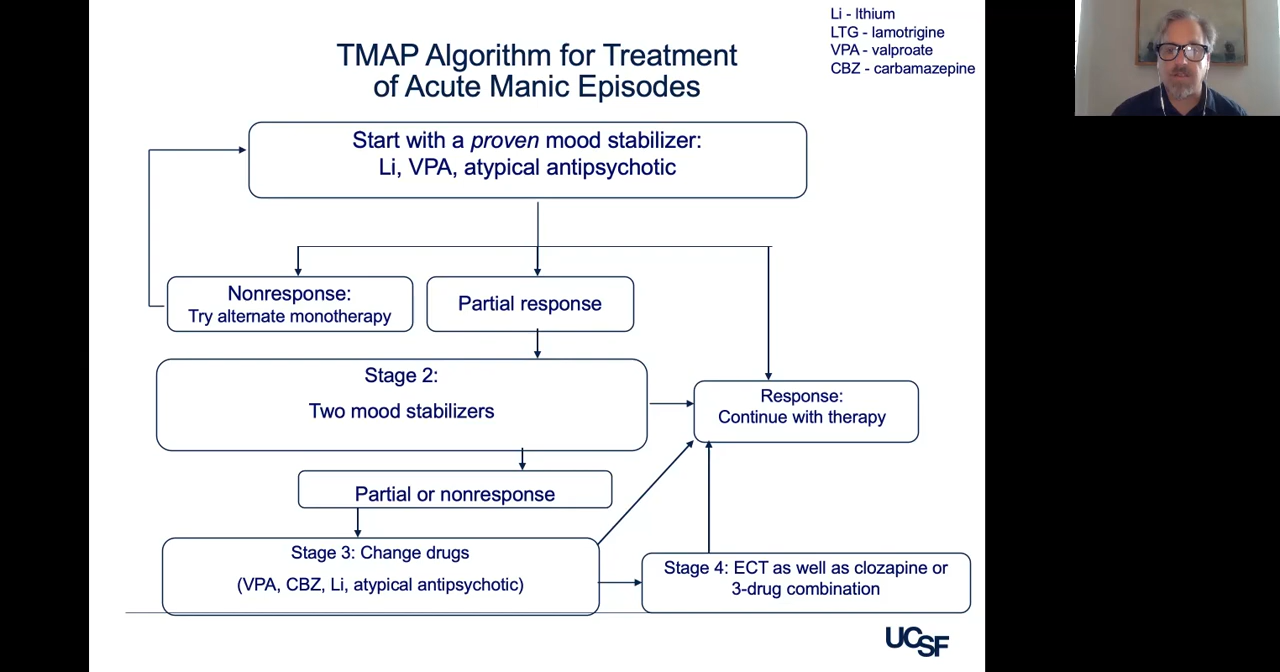 Li - lthium
LTG - lamotrigine
VPA - valproate
CBZ - carbamazepine
TMAP Algorithm for Treatment
of Acute Manic Episodes
Start with a proven mood stabilizer:
Li, VPA, atypical antipsychotic
Nonresponse:
Try alternate monotherapy
Partial response
Stage 2:
Two mood stabilizers
Response:
Continue with therapy
Partial or nonresponse
Stage 3: Change drugs
(VPA, CBZ, Li, atypical antipsychotic)
Stage 4: ECT as well as clozapine or
3-drug combination
UCSF